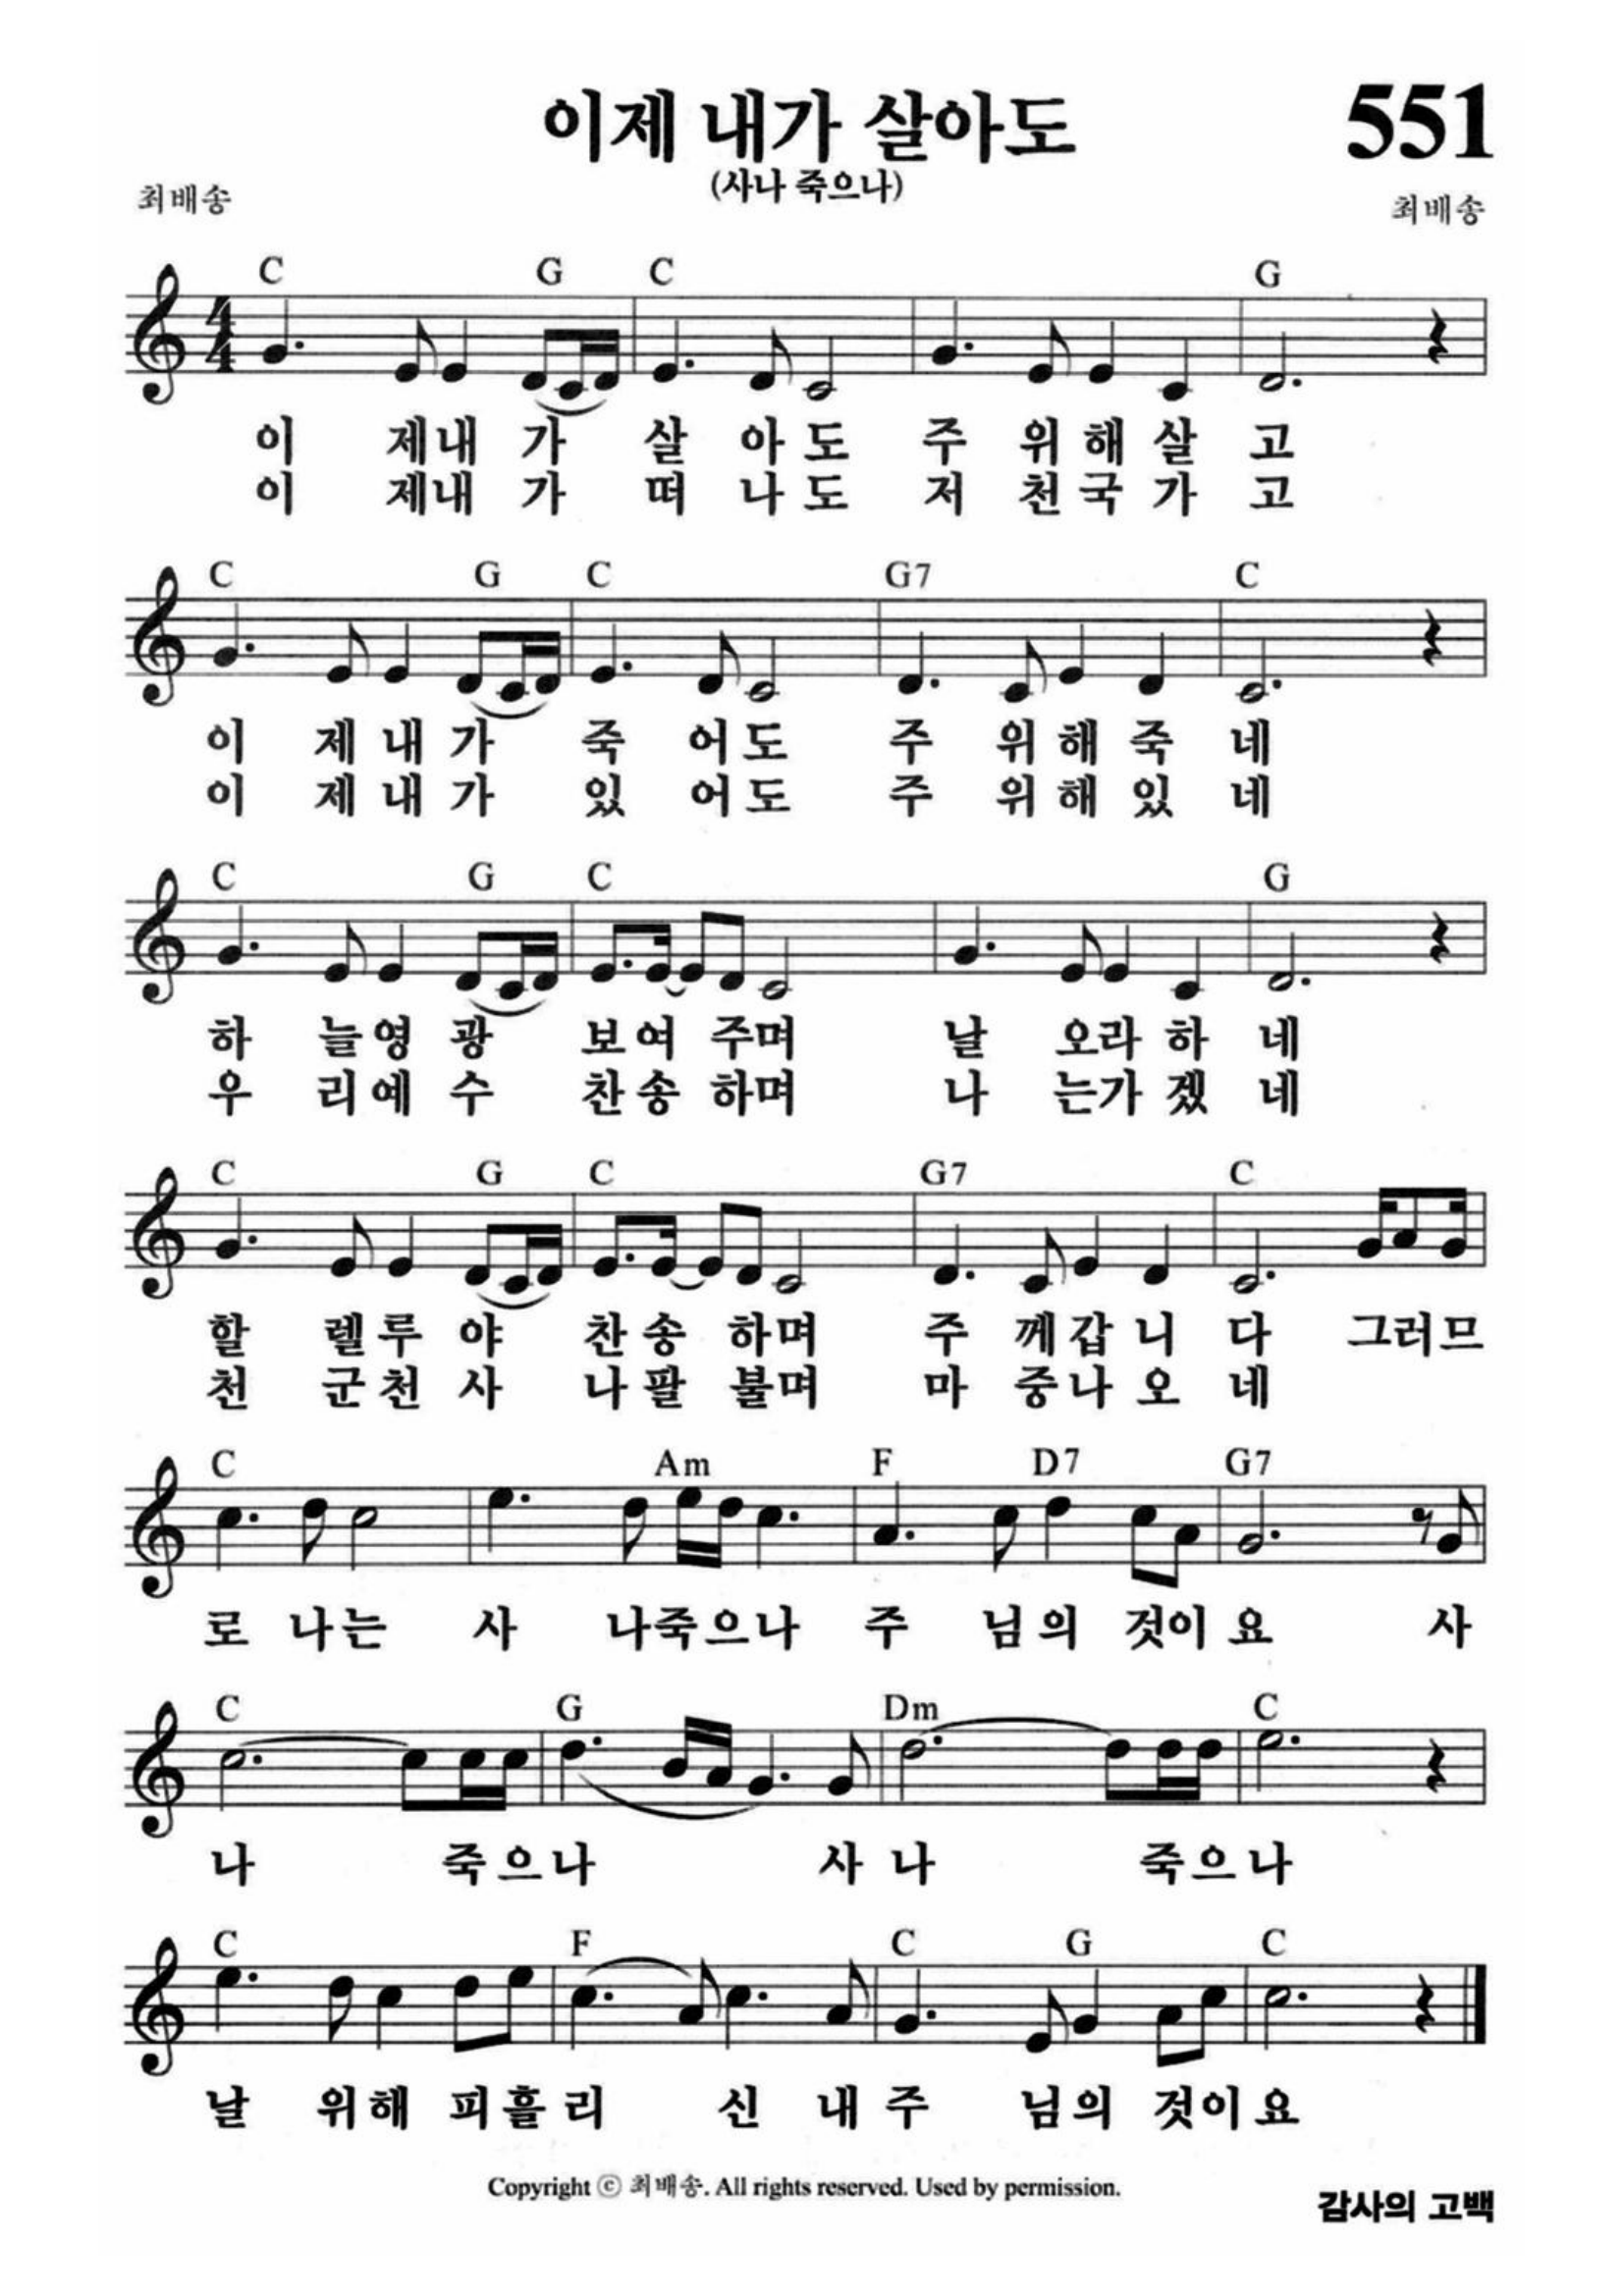 이제 내가 살아도
551
(사나 죽으나)
최배송
최배송
C G C G
이 제내 가 살 아 도 주 위 해 살 고
이 제내 가 떠 나 도 저 천 국 가 고
C G C G7 C
이 제 내 가 죽 어 도 주 위 해 죽 네
이 제 내 가 있 어 도 주 위 해 있 네
C G C G
하 늘 영 광 보 여 주며 날 오라 하 네
우 리 예 수 찬 송 하며 나 는가 겠 네
C G C G7 C
할 렐 루 야 찬 송 하며 주 께 갑 니 다 그러므
천 군 천 사 나 팔 불며 마 중 나 오 네
C Am F D7 G7
로 나 는 사 나죽으나 주 님 의 것이 요 사
C G Dm C
나 죽으나 사 나 죽으나
C F C G C
날 위 해 피 흘 리 신 내 주 님의 것이요
Copyright ⓒ 최배송. All rights reserved. Used by permission.
감사의 고백